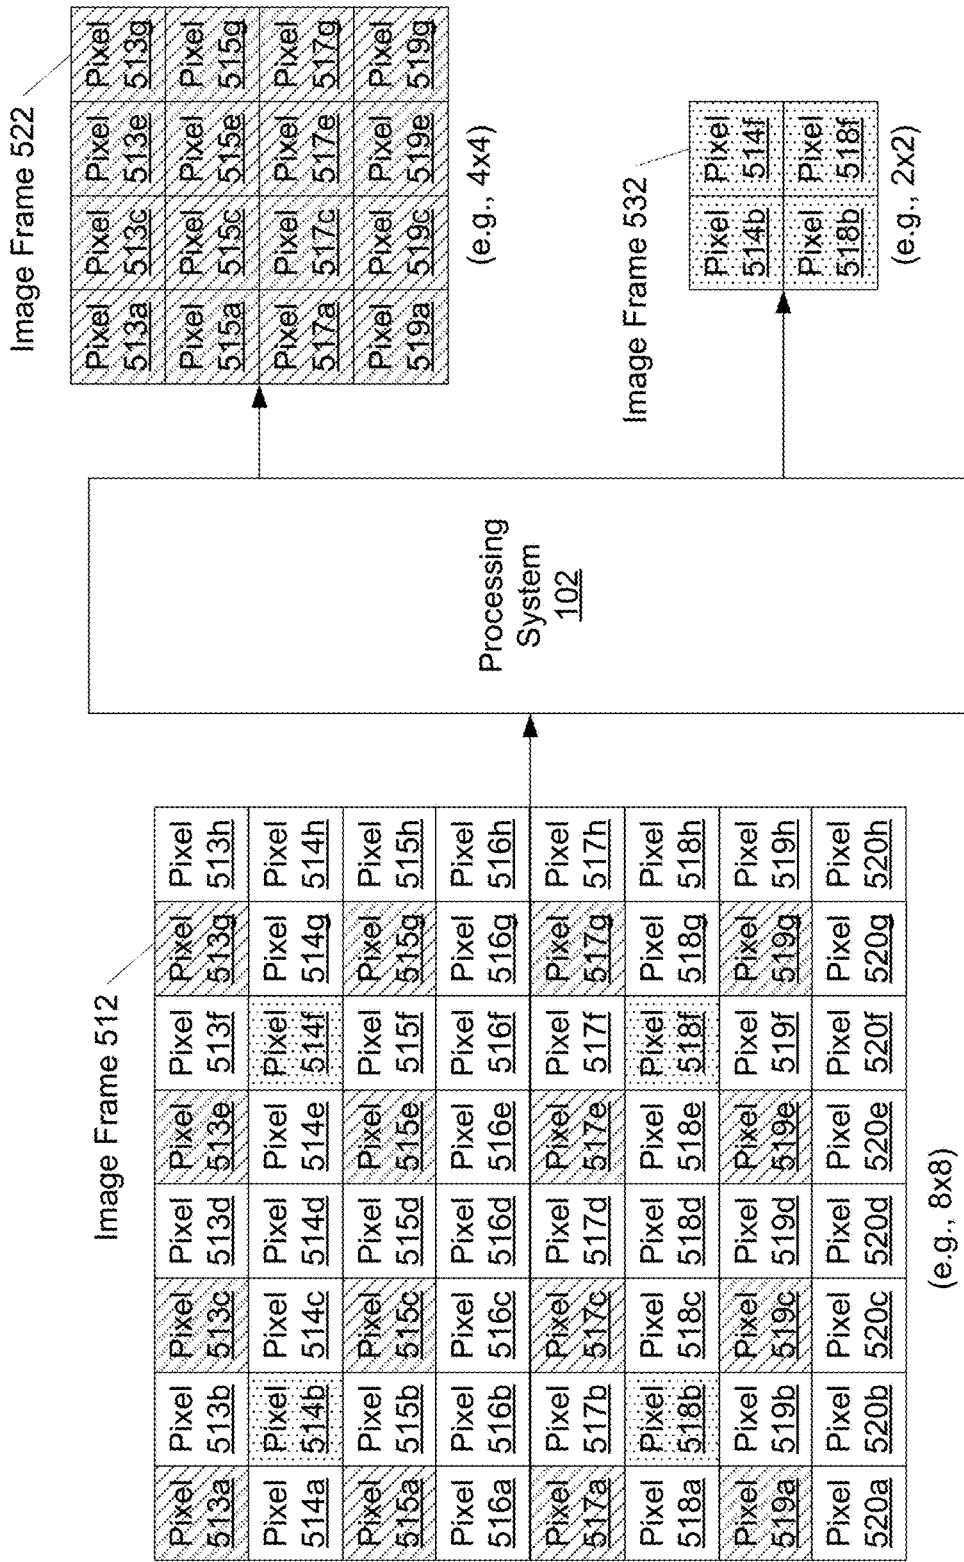 Image Frame 512
Pixel 513a Pixel 513b Pixel 513c Pixel 513d Pixel 513e Pixel 513f Pixel 513g Pixel 513h
Pixel 514a Pixel 514b Pixel 514c Pixel 514d Pixel 514e Pixel 514f Pixel 514g Pixel 514h
Pixel 515a Pixel 515b Pixel 515c Pixel 515d Pixel 515e Pixel 515f Pixel 515g Pixel 515h
Pixel 516a Pixel 516b Pixel 516c Pixel 516d Pixel 516e Pixel 516f Pixel 516g Pixel 516h
Pixel 517a Pixel 517b Pixel 517c Pixel 517d Pixel 517e Pixel 517f Pixel 517g Pixel 517h
Pixel 518a Pixel 518b Pixel 518c Pixel 518d Pixel 518e Pixel 518f Pixel 518g Pixel 518h
Pixel 519a Pixel 519b Pixel 519c Pixel 519d Pixel 519e Pixel 519f Pixel 519g Pixel 519h
Pixel 520a Pixel 520b Pixel 520c Pixel 520d Pixel 520e Pixel 520f Pixel 520g Pixel 520h
(e.g., 8x8)
Processing
System
102
Image Frame 522
Pixel 513a Pixel 513c Pixel 513e Pixel 513g
Pixel 515a Pixel 515c Pixel 515e Pixel 515g
Pixel 517a Pixel 517c Pixel 517e Pixel 517g
Pixel 519a Pixel 519c Pixel 519e Pixel 519g
(e.g., 4x4)
Image Frame 532
Pixel 514b Pixel 514f
Pixel 518b Pixel 518f
(e.g., 2x2)